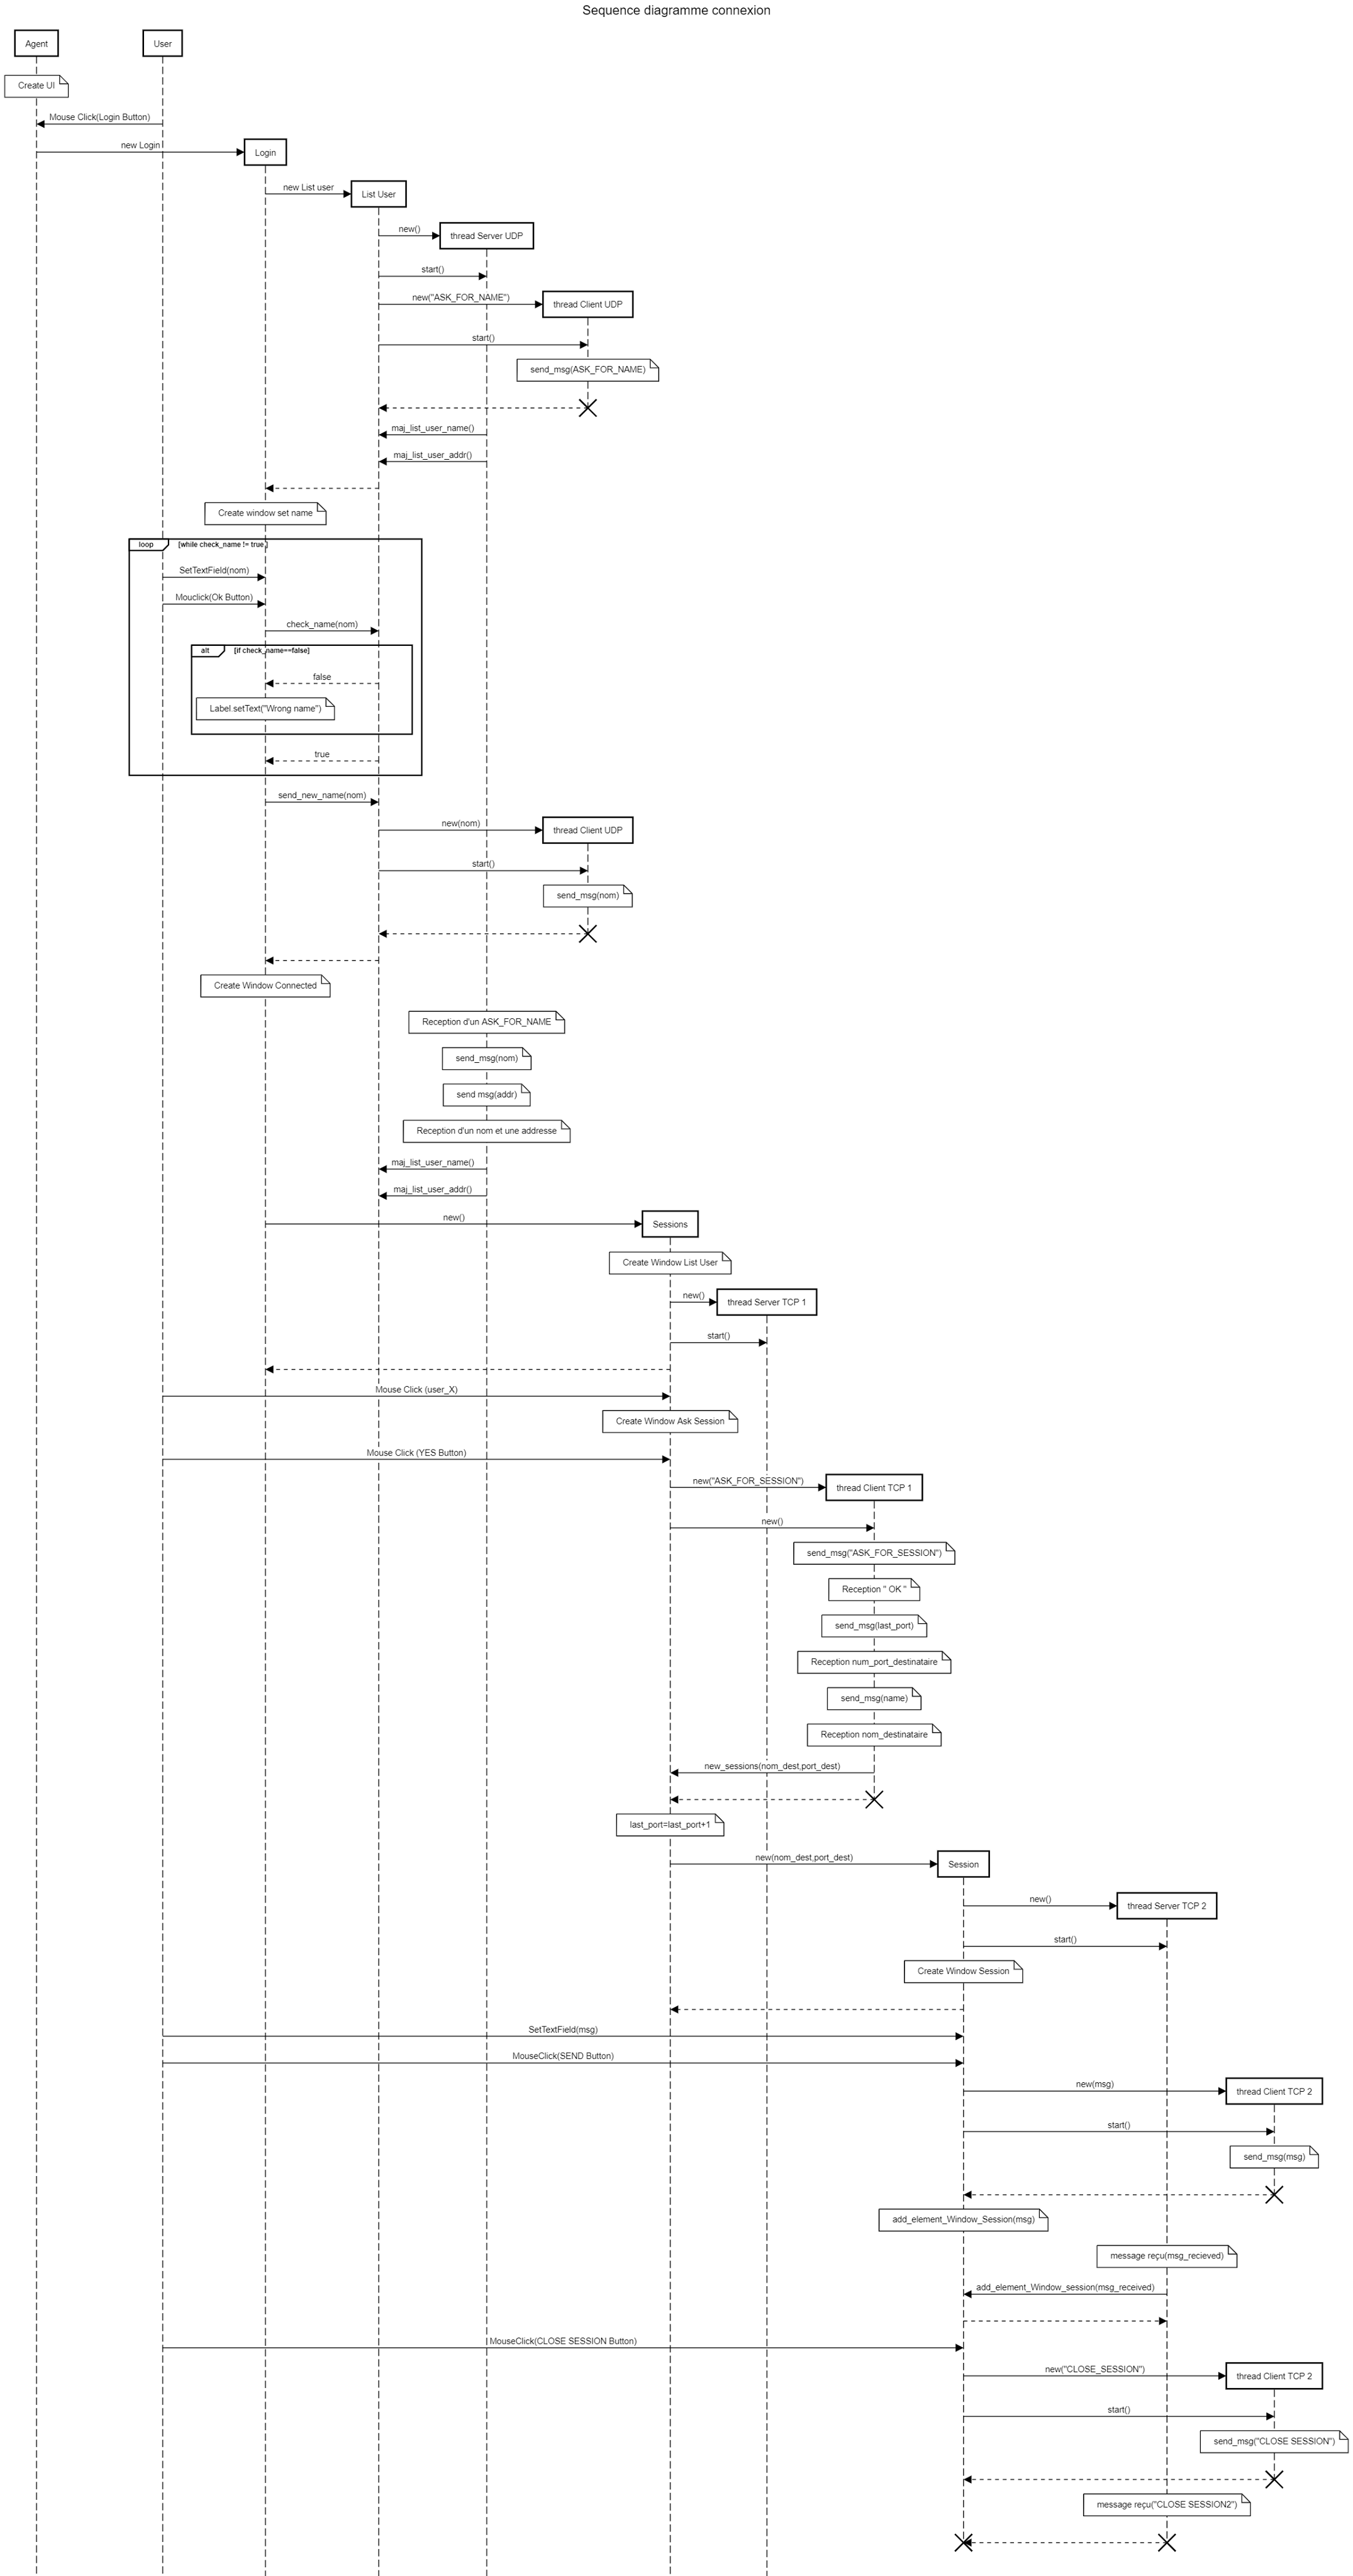 Sequence diagramme connexion
Agent
User
Create UI
Mouse Click(Login Button)
new Login
Login
new List user
List User
new()
thread Server UDP
start()
new("ASK_FOR_NAME")
thread Client UDP
start()
send_msg(ASK_FOR_NAME)
maj_list_user_name()
maj_list_user_addr()
Create window set name
loop
[while check_name != true ]
SetTextField(nom)
Mouclick(Ok Button)
check_name(nom)
alt
[if check_name==false]
false
Label.setText("Wrong name")
true
send_new_name(nom)
new(nom)
thread Client UDP
start()
send_msg(nom)
Create Window Connected
Reception d'un ASK_FOR_NAME
send_msg(nom)
send msg(addr)
Reception d'un nom et une addresse
maj_list_user_name()
maj_list_user_addr()
new()
Sessions
Create Window List User
new()
thread Server TCP 1
start()
Mouse Click (user_X)
Create Window Ask Session
Mouse Click (YES Button)
new("ASK_FOR_SESSION")
thread Client TCP 1
new()
send_msg("ASK_FOR_SESSION")
Reception " OK "
send_msg(last_port)
Reception num_port_destinataire
send_msg(name)
Reception nom_destinataire
new_sessions(nom_dest,port_dest)
last_port=last_port+1
new(nom_dest,port_dest)
Session
new()
thread Server TCP 2
start()
Create Window Session
SetTextField(msg)
MouseClick(SEND Button)
new(msg)
thread Client TCP 2
start()
send_msg(msg)
add_element_Window_Session(msg)
message reçu(msg_recieved)
add_element_Window_session(msg_received)
MouseClick(CLOSE SESSION Button)
new("CLOSE_SESSION")
thread Client TCP 2
start()
send_msg("CLOSE SESSION")
message reçu("CLOSE SESSION2")